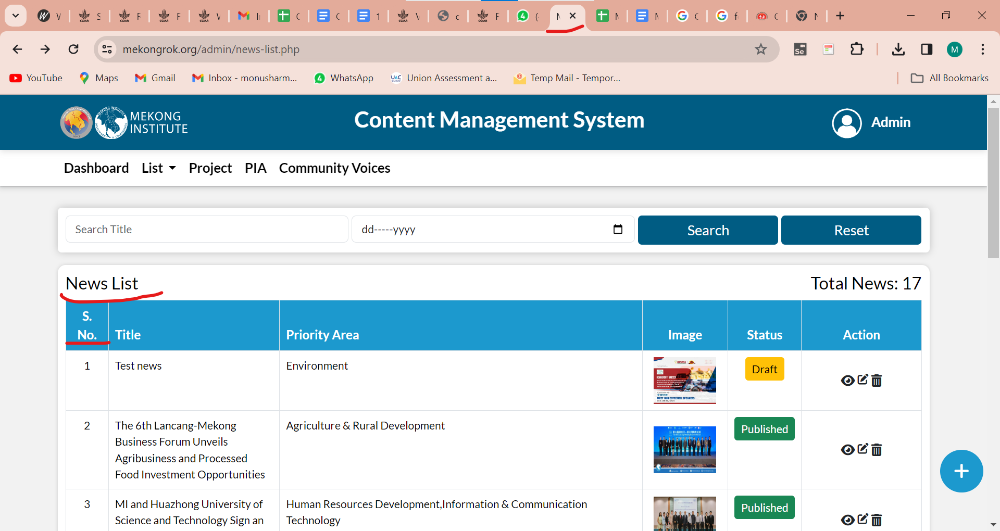 mekongrok.org/admin/news-list.php
YouTube Maps Gmail Inbox - monusharm... WhatsApp Union Assessment a... Temp Mail - Tempor... All Bookmarks
MEKONG
INSTITUTE
Content Management System
Admin
Dashboard List Project PIA Community Voices
Search Title
dd-----yyyy
Search
Reset
News List
Total News: 17
S.
No. Title Priority Area Image Status Action
1 Test news Environment Draft
2 The 6th Lancang-Mekong Agriculture & Rural Development Published
Business Forum Unveils
Agribusiness and Processed
Food Investment Opportunities
3 MI and Huazhong University of Human Resources Development,Information & Communication Published
Science and Technology Sign an Technology